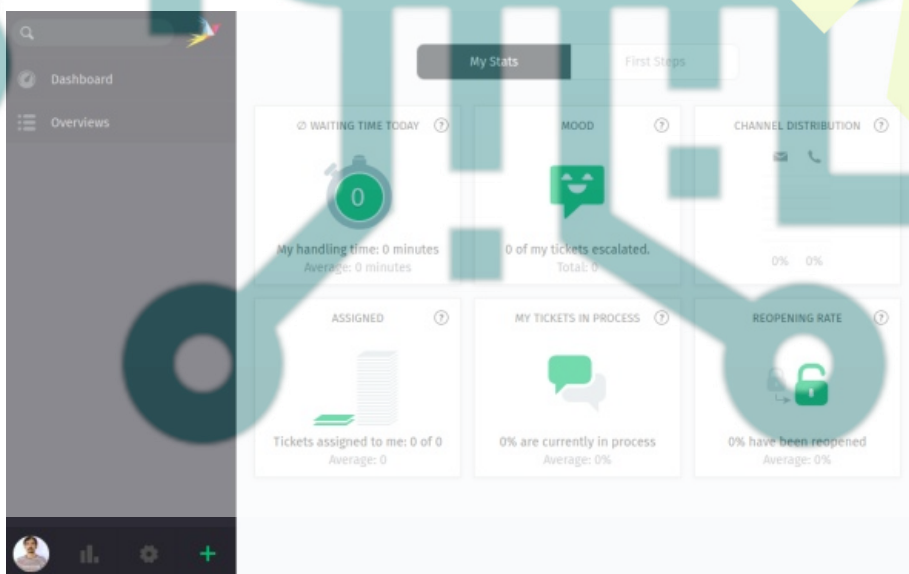 My Stats
First Steps
Dashboard
Overviews
∅ WAITING TIME TODAY ?
MOOD ?
CHANNEL DISTRIBUTION ?
0
My handling time: 0 minutes
Average: 0 minutes
0 of my tickets escalated.
Total: 0
0% 0%
ASSIGNED ?
MY TICKETS IN PROCESS ?
REOPENING RATE ?
Tickets assigned to me: 0 of 0
Average: 0
0% are currently in process
Average: 0%
0% have been reopened
Average: 0%